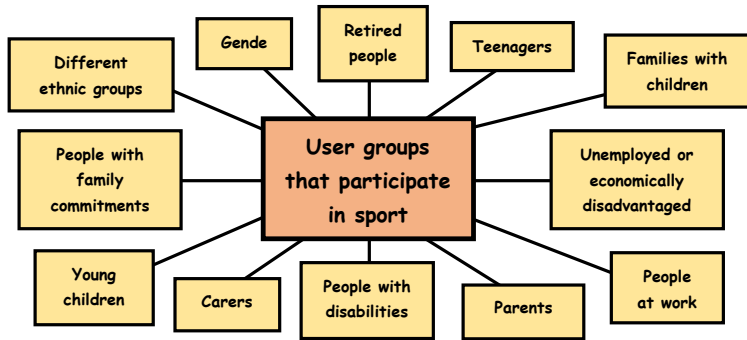 Different
ethnic groups
Gende
Retired
people
Teenagers
Families with
children
People with
family
commitments
User groups
that participate
in sport
Unemployed or
economically
disadvantaged
Young
children
Carers
People with
disabilities
Parents
People
at work